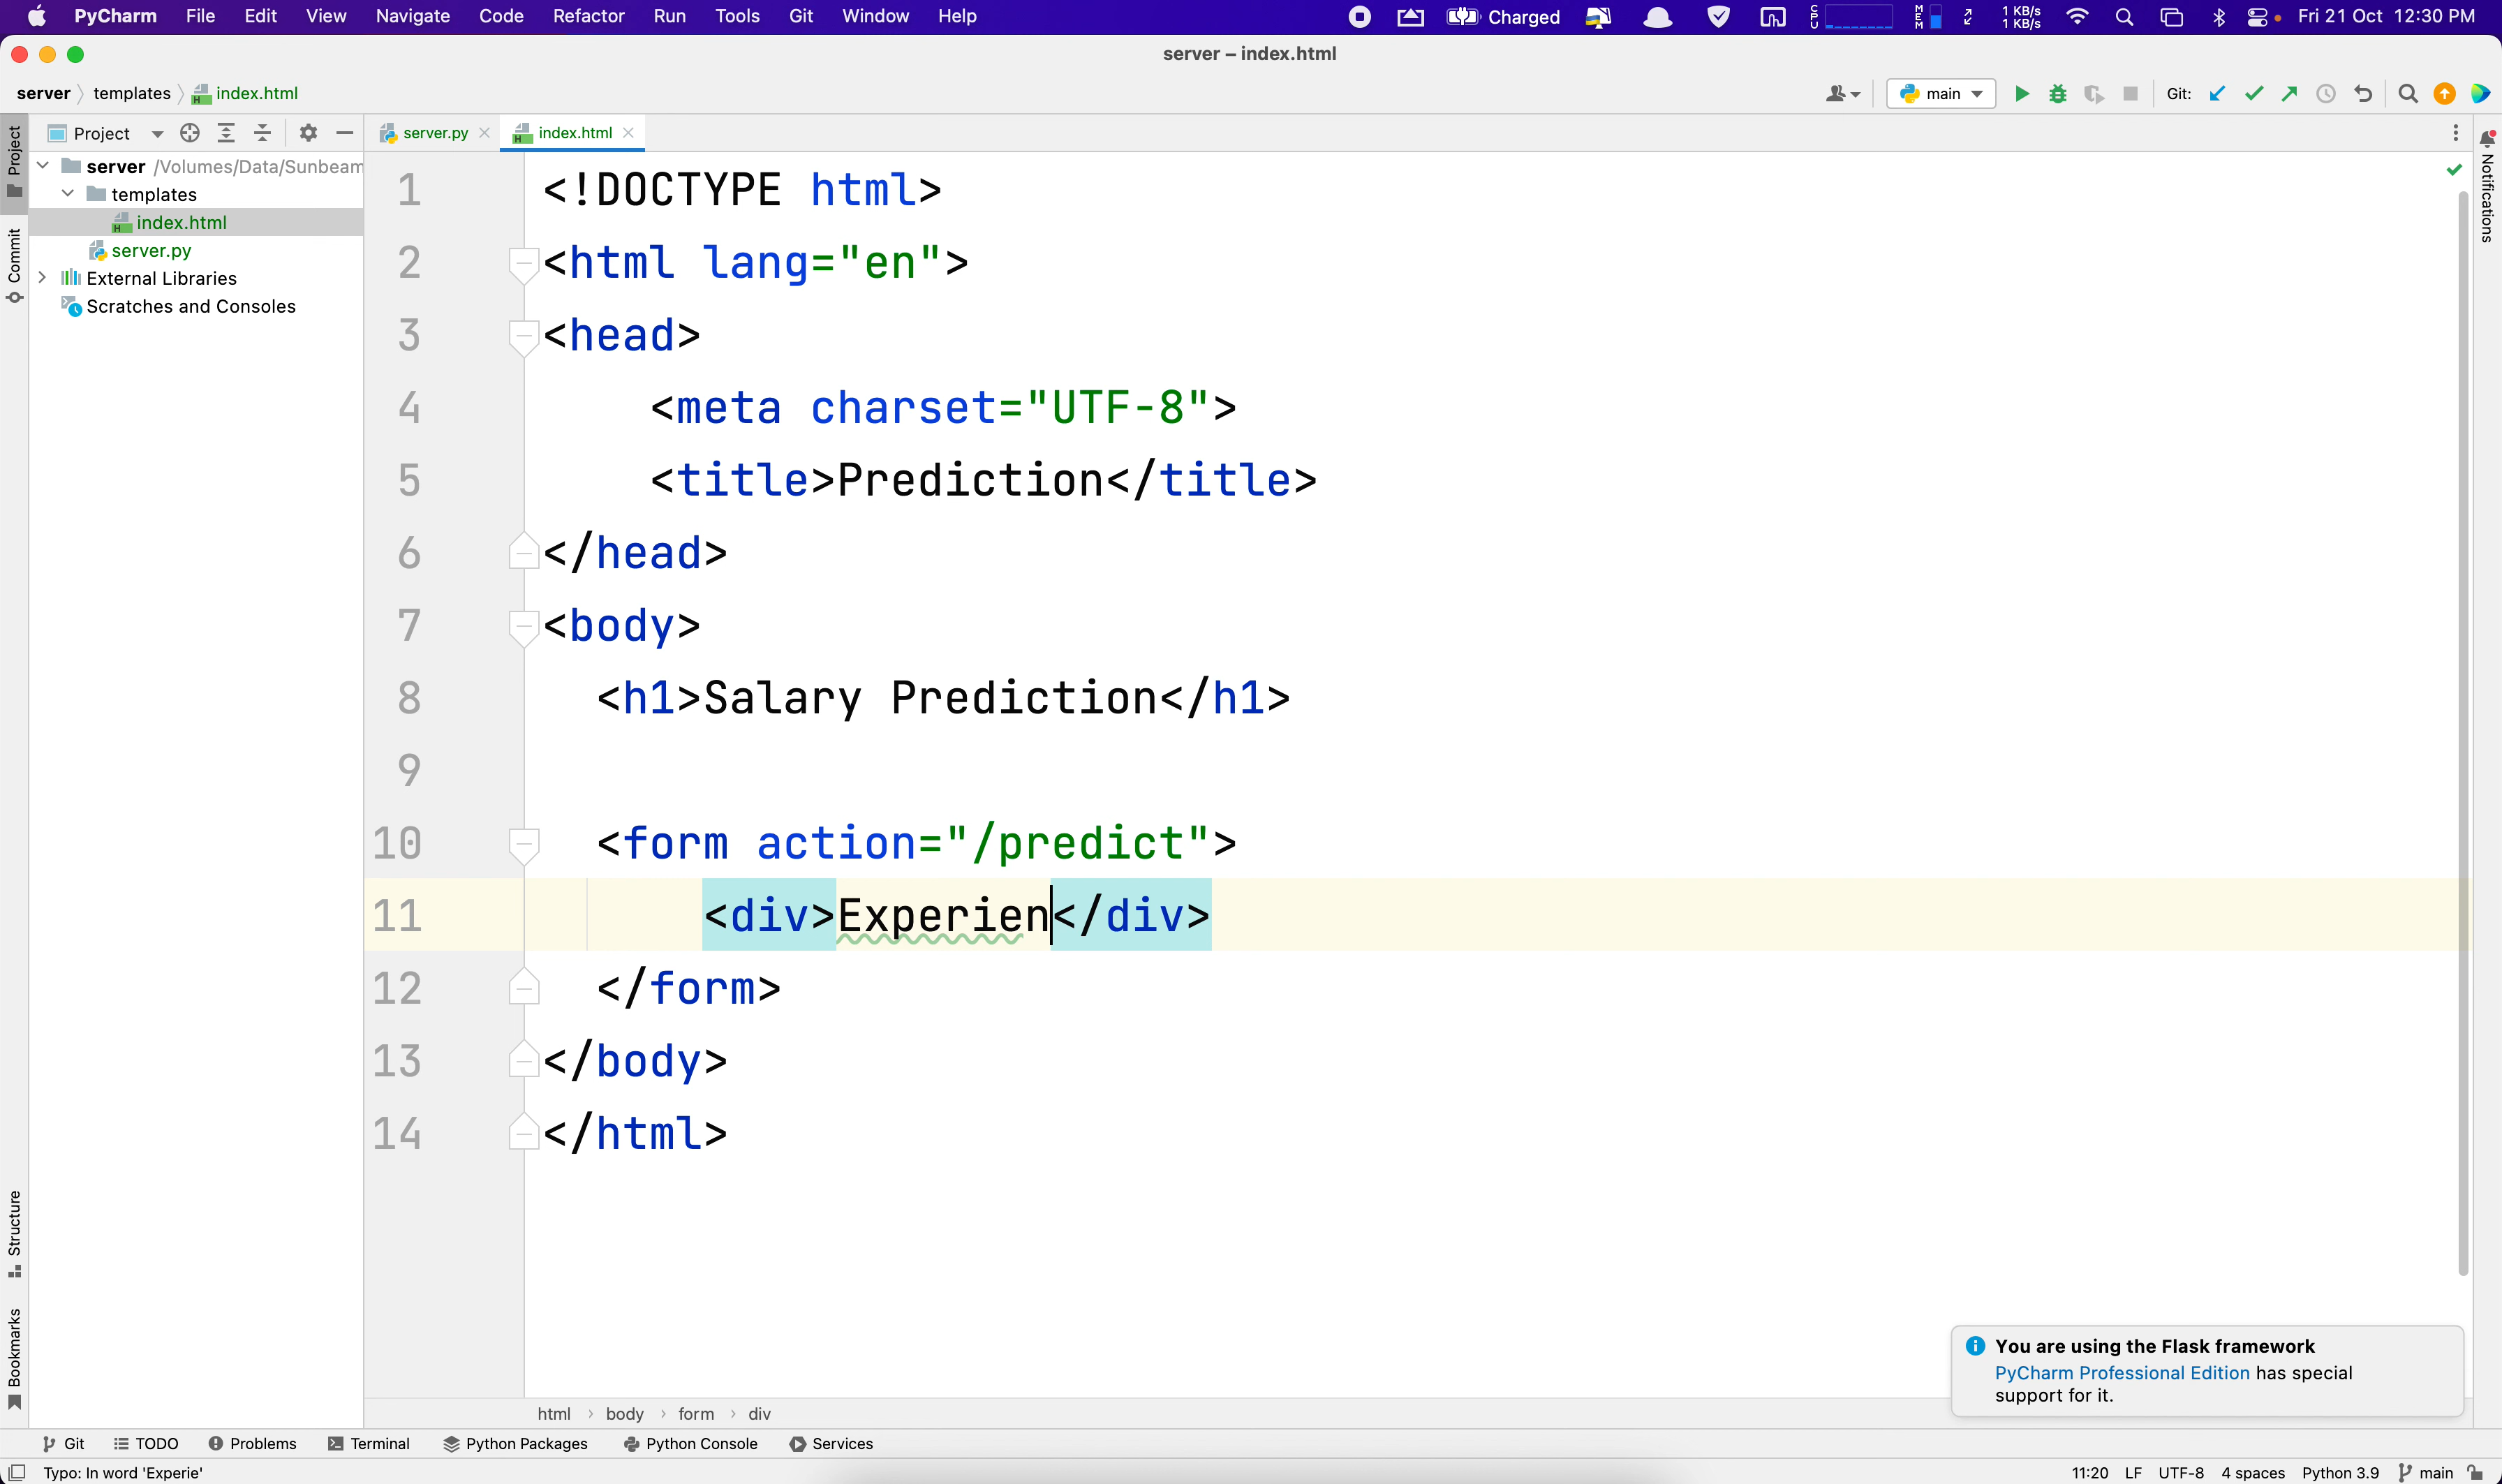 PyCharm File Edit View Navigate Code Refactor Run Tools Git Window Help CPU MEM Charged 1 KB/s 1 KB/s Fri 21 Oct 12:30 PM
server – index.html
server templates index.html main Git:
Project server.py index.html
Project
Commit
Structure
Bookmarks
Notifications
server /Volumes/Data/Sunbeam
templates
index.html
server.py
External Libraries
Scratches and Consoles
1 <!DOCTYPE html>
2 <html lang="en">
3 <head>
4 <meta charset="UTF-8">
5 <title>Prediction</title>
6 </head>
7 <body>
8 <h1>Salary Prediction</h1>
9
10 <form action="/predict">
11 <div>Experien</div>
12 </form>
13 </body>
14 </html>
You are using the Flask framework
PyCharm Professional Edition has special
support for it.
html › body › form › div
Git TODO Problems Terminal Python Packages Python Console Services
Typo: In word 'Experie' 11:20 LF UTF-8 4 spaces Python 3.9 main